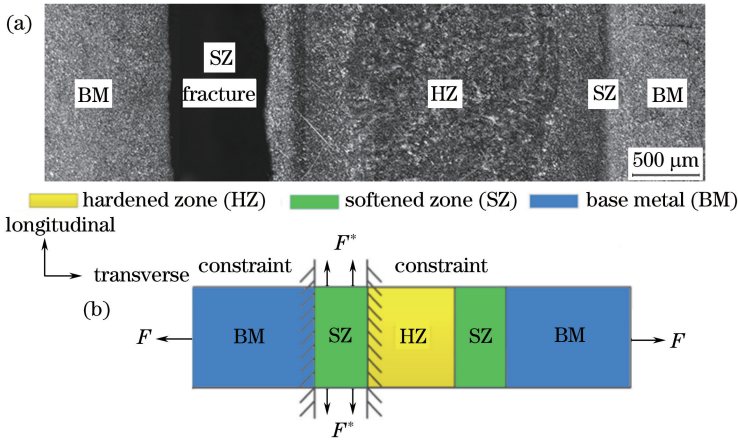 (a)
SZ
fracture
BM
HZ
SZ
BM
500 μm
hardened zone (HZ)
softened zone (SZ)
base metal (BM)
longitudinal
transverse
F*
constraint
constraint
(b)
F
BM
SZ
HZ
SZ
BM
F
F*